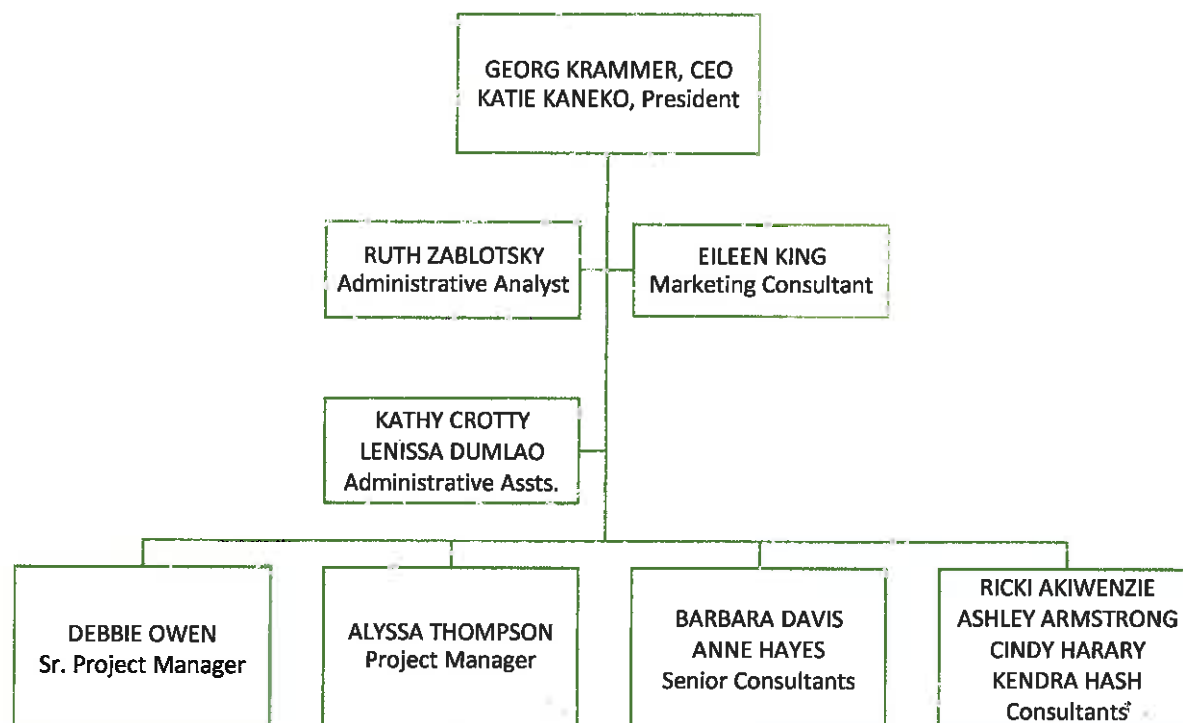 GEORG KRAMMER, CEO
KATIE KANEKO, President
RUTH ZABLOTSKY
Administrative Analyst
EILEEN KING
Marketing Consultant
KATHY CROTTY
LENISSA DUMLAO
Administrative Assts.
DEBBIE OWEN
Sr. Project Manager
ALYSSA THOMPSON
Project Manager
BARBARA DAVIS
ANNE HAYES
Senior Consultants
RICKI AKIWENZIE
ASHLEY ARMSTRONG
CINDY HARARY
KENDRA HASH
Consultants